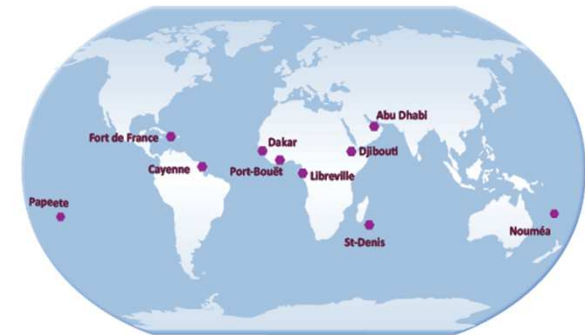 Abu Dhabi
Fort de France
Dakar
Djibouti
Cayenne
Port-Bouët
Libreville
Papeete
Nouméa
St-Denis